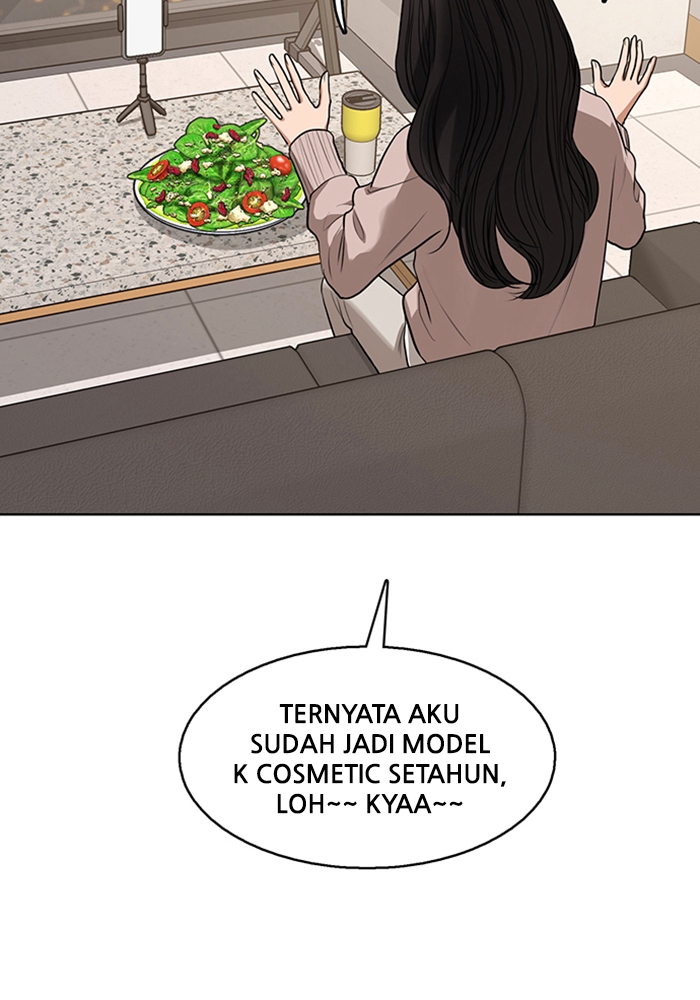 TERNYATA AKU
SUDAH JADI MODEL
K COSMETIC SETAHUN,
LOH~~ KYAA~~